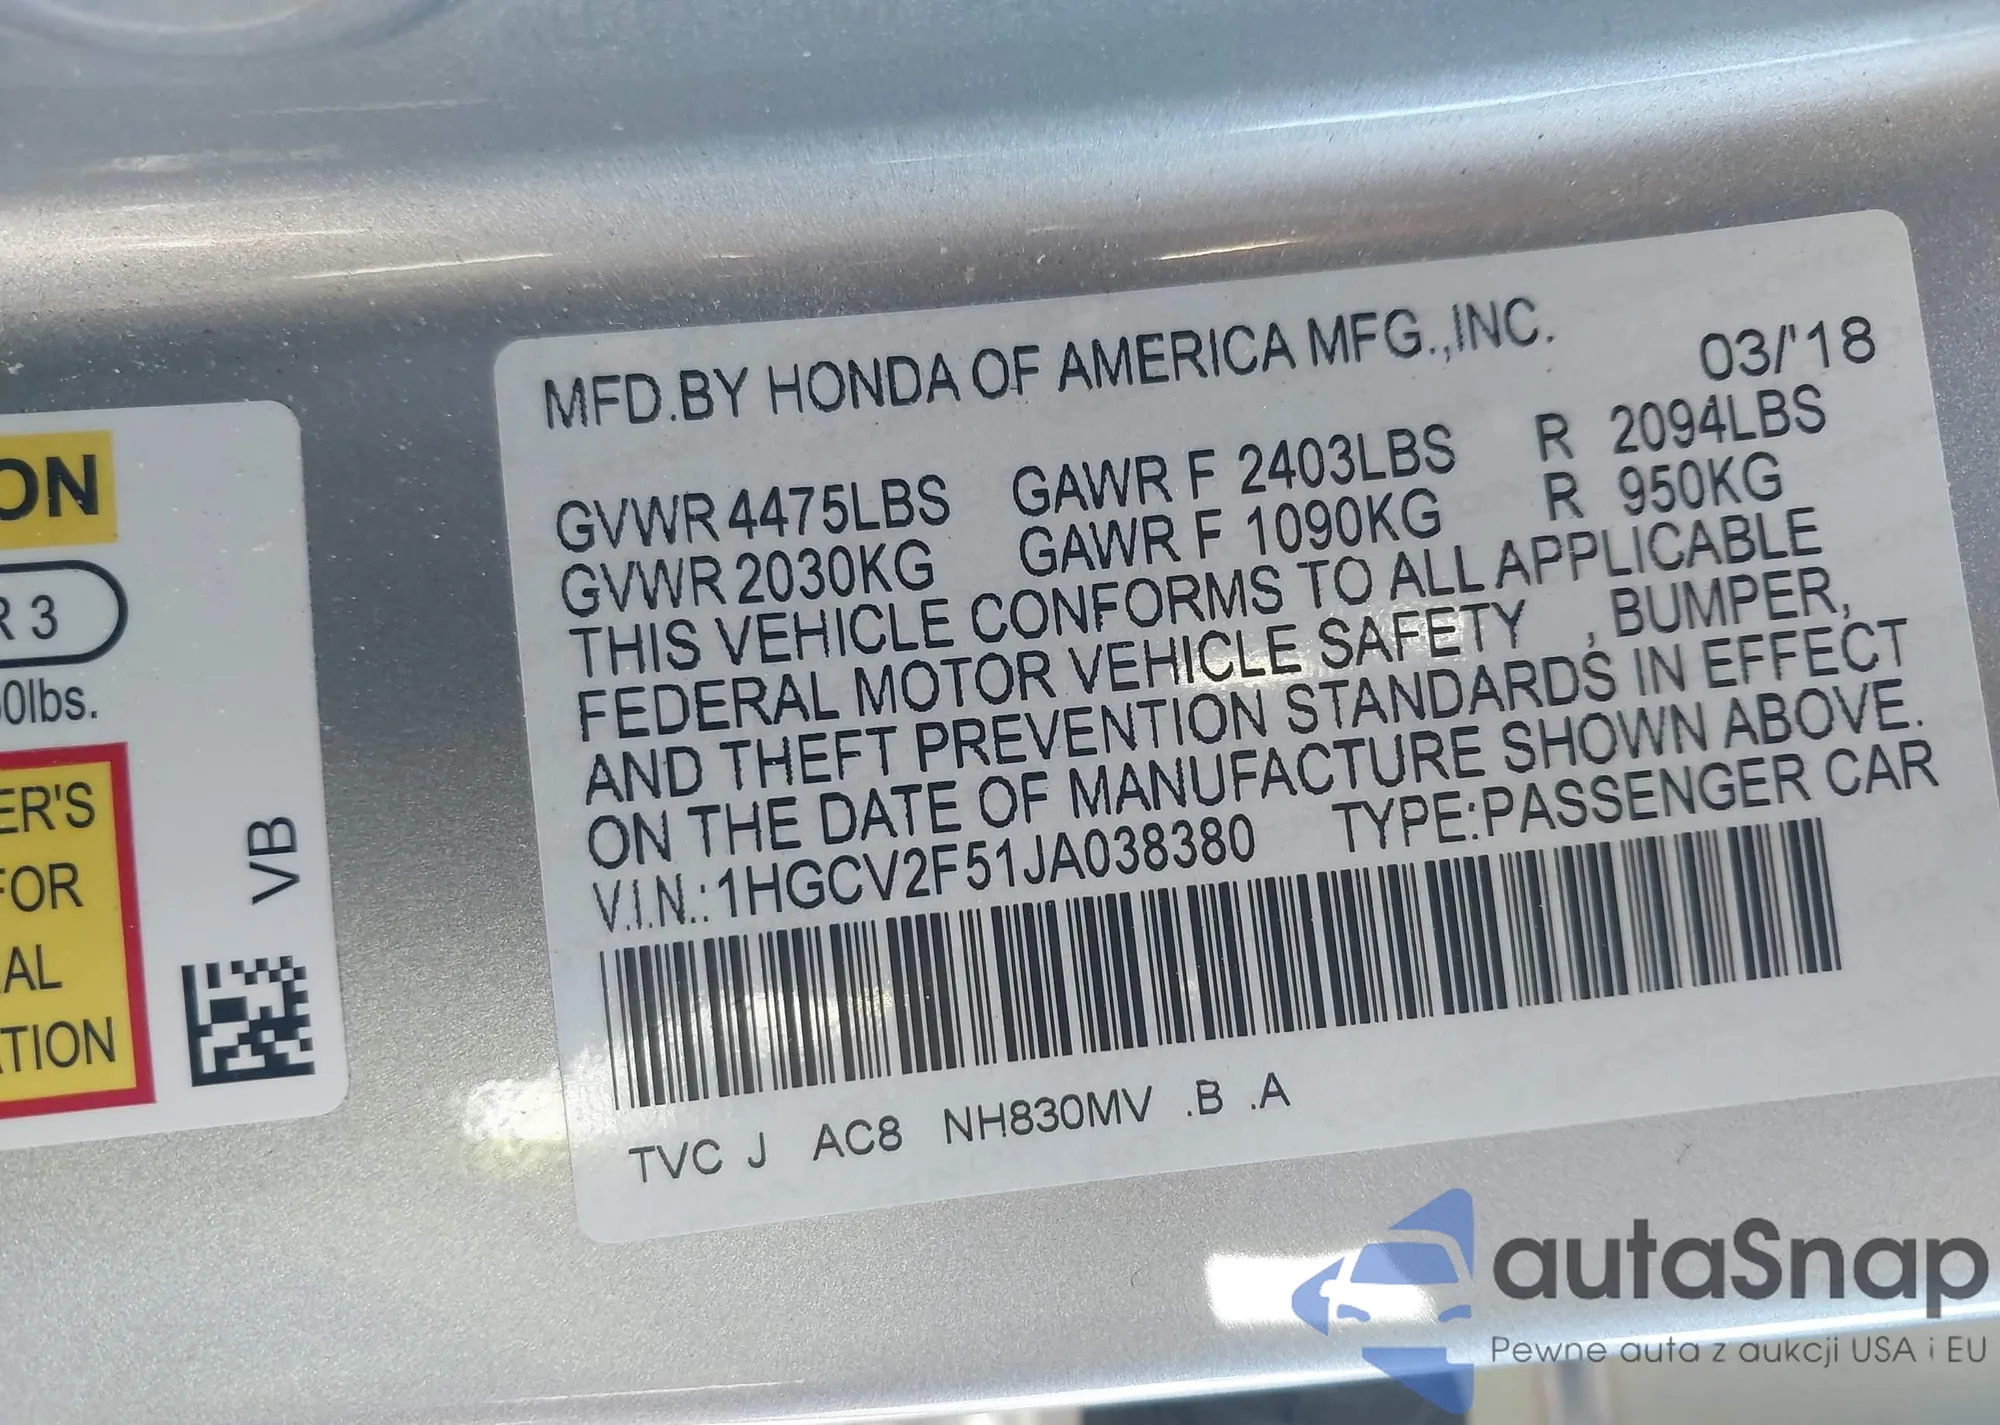 ON
R 3
0lbs.
ER'S
FOR
AL
TION
VB
MFD.BY HONDA OF AMERICA MFG.,INC.
03/'18
GVWR 4475LBS GAWR F 2403LBS R 2094LBS
GVWR 2030KG GAWR F 1090KG R 950KG
THIS VEHICLE CONFORMS TO ALL APPLICABLE
FEDERAL MOTOR VEHICLE SAFETY , BUMPER,
AND THEFT PREVENTION STANDARDS IN EFFECT
ON THE DATE OF MANUFACTURE SHOWN ABOVE.
V.I.N.: 1HGCV2F51JA038380 TYPE:PASSENGER CAR
TVC J AC8 NH830MV .B .A
autaSnap
Pewne auta z aukcji USA i EU